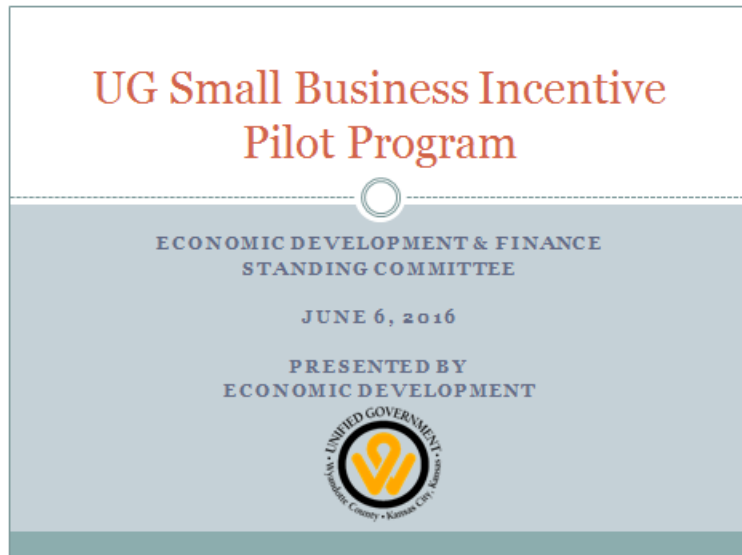 UG Small Business Incentive
Pilot Program
ECONOMIC DEVELOPMENT & FINANCE
STANDING COMMITTEE
JUNE 6, 2016
PRESENTED BY
ECONOMIC DEVELOPMENT
• UNIFIED GOVERNMENT •
Wyandotte County • Kansas City, Kansas